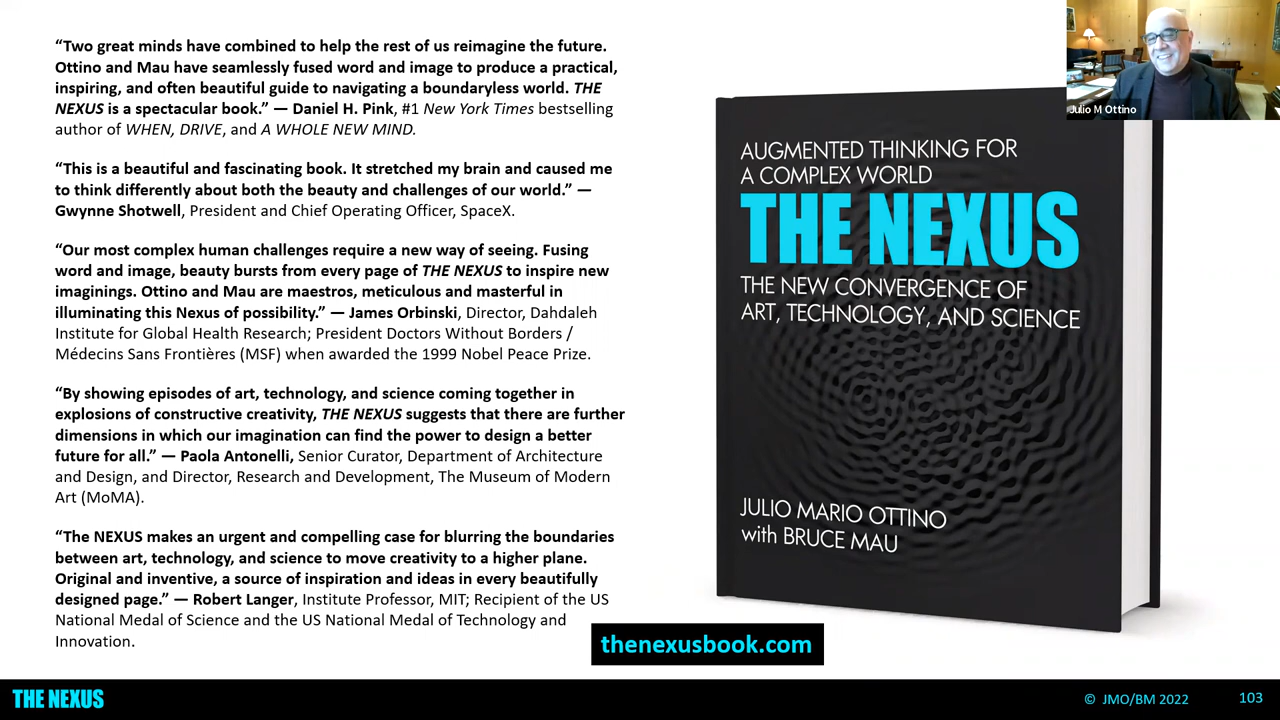 “Two great minds have combined to help the rest of us reimagine the future.
Ottino and Mau have seamlessly fused word and image to produce a practical,
inspiring, and often beautiful guide to navigating a boundaryless world. THE
NEXUS is a spectacular book.” — Daniel H. Pink, #1 New York Times bestselling
author of WHEN, DRIVE, and A WHOLE NEW MIND.
“This is a beautiful and fascinating book. It stretched my brain and caused me
to think differently about both the beauty and challenges of our world.” —
Gwynne Shotwell, President and Chief Operating Officer, SpaceX.
“Our most complex human challenges require a new way of seeing. Fusing
word and image, beauty bursts from every page of THE NEXUS to inspire new
imaginings. Ottino and Mau are maestros, meticulous and masterful in
illuminating this Nexus of possibility.” — James Orbinski, Director, Dahdaleh
Institute for Global Health Research; President Doctors Without Borders /
Médecins Sans Frontières (MSF) when awarded the 1999 Nobel Peace Prize.
“By showing episodes of art, technology, and science coming together in
explosions of constructive creativity, THE NEXUS suggests that there are further
dimensions in which our imagination can find the power to design a better
future for all.” — Paola Antonelli, Senior Curator, Department of Architecture
and Design, and Director, Research and Development, The Museum of Modern
Art (MoMA).
“The NEXUS makes an urgent and compelling case for blurring the boundaries
between art, technology, and science to move creativity to a higher plane.
Original and inventive, a source of inspiration and ideas in every beautifully
designed page.” — Robert Langer, Institute Professor, MIT; Recipient of the US
National Medal of Science and the US National Medal of Technology and
Innovation.
Julio M Ottino
AUGMENTED THINKING FOR
A COMPLEX WORLD
THE NEXUS
THE NEW CONVERGENCE OF
ART, TECHNOLOGY, AND SCIENCE
JULIO MARIO OTTINO
with BRUCE MAU
thenexusbook.com
THE NEXUS
© JMO/BM 2022
103